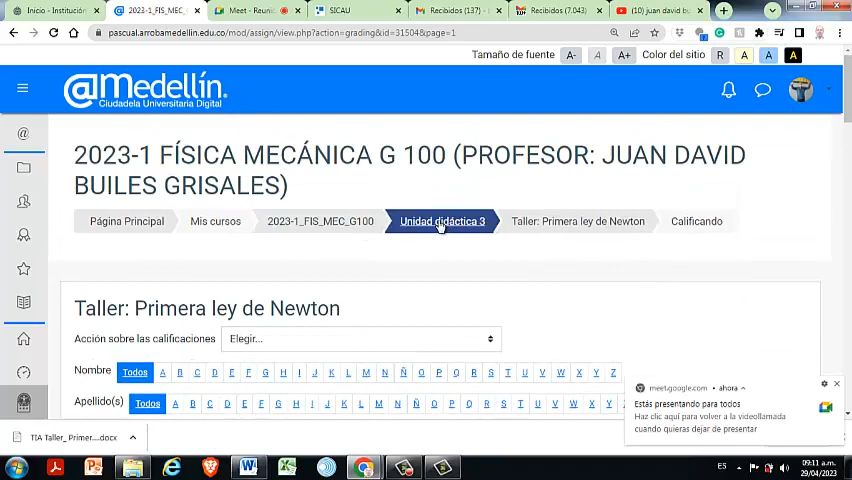 Inicio - Institución
2023-1_FIS_MEC_
Meet - Reuni
SICAU
Recibidos (137) -
Recibidos (7.043)
(10) juan david bu
pascual.arrobamedellin.edu.co/mod/assign/view.php?action=grading&id=31504&page=1
Tamaño de fuente A- A A+ Color del sitio R A A A
@Medellín
Ciudadela Universitaria Digital
2023-1 FÍSICA MECÁNICA G 100 (PROFESOR: JUAN DAVID
BUILES GRISALES)
Página Principal Mis cursos 2023-1_FIS_MEC_G100 Unidad didáctica 3 Taller: Primera ley de Newton Calificando
Taller: Primera ley de Newton
Acción sobre las calificaciones Elegir...
Nombre Todos A B C D E F G H I J K L M N Ñ O P Q R S T U V W X Y Z
Apellido(s) Todos A B C D E F G H I J K L M N Ñ O P Q R S T U V W X Y Z
meet.google.com • ahora
Estás presentando para todos
Haz clic aquí para volver a la videollamada
cuando quieras dejar de presentar
TIA Taller_Primer....docx
ES
09:11 a.m.
29/04/2023